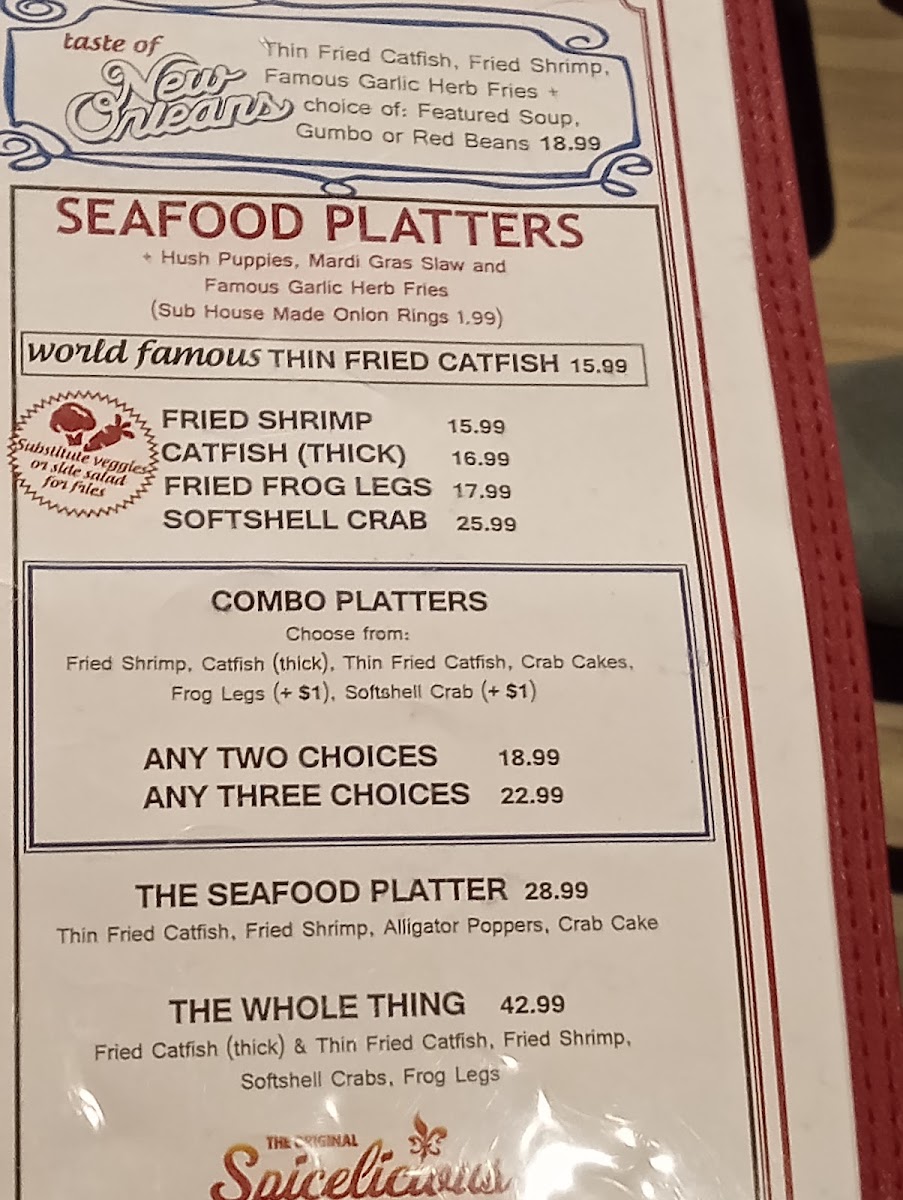 taste of
New
Orleans
Thin Fried Catfish, Fried Shrimp,
Famous Garlic Herb Fries +
choice of: Featured Soup,
Gumbo or Red Beans 18.99
SEAFOOD PLATTERS
+ Hush Puppies, Mardi Gras Slaw and
Famous Garlic Herb Fries
(Sub House Made Onion Rings 1.99)
world famous THIN FRIED CATFISH 15.99
Substitute veggies
or side salad
for fries
FRIED SHRIMP 15.99
CATFISH (THICK) 16.99
FRIED FROG LEGS 17.99
SOFTSHELL CRAB 25.99
COMBO PLATTERS
Choose from:
Fried Shrimp, Catfish (thick), Thin Fried Catfish, Crab Cakes,
Frog Legs (+ $1), Softshell Crab (+ $1)
ANY TWO CHOICES 18.99
ANY THREE CHOICES 22.99
THE SEAFOOD PLATTER 28.99
Thin Fried Catfish, Fried Shrimp, Alligator Poppers, Crab Cake
THE WHOLE THING 42.99
Fried Catfish (thick) & Thin Fried Catfish, Fried Shrimp,
Softshell Crabs, Frog Legs
THE ORIGINAL
Spicelicious